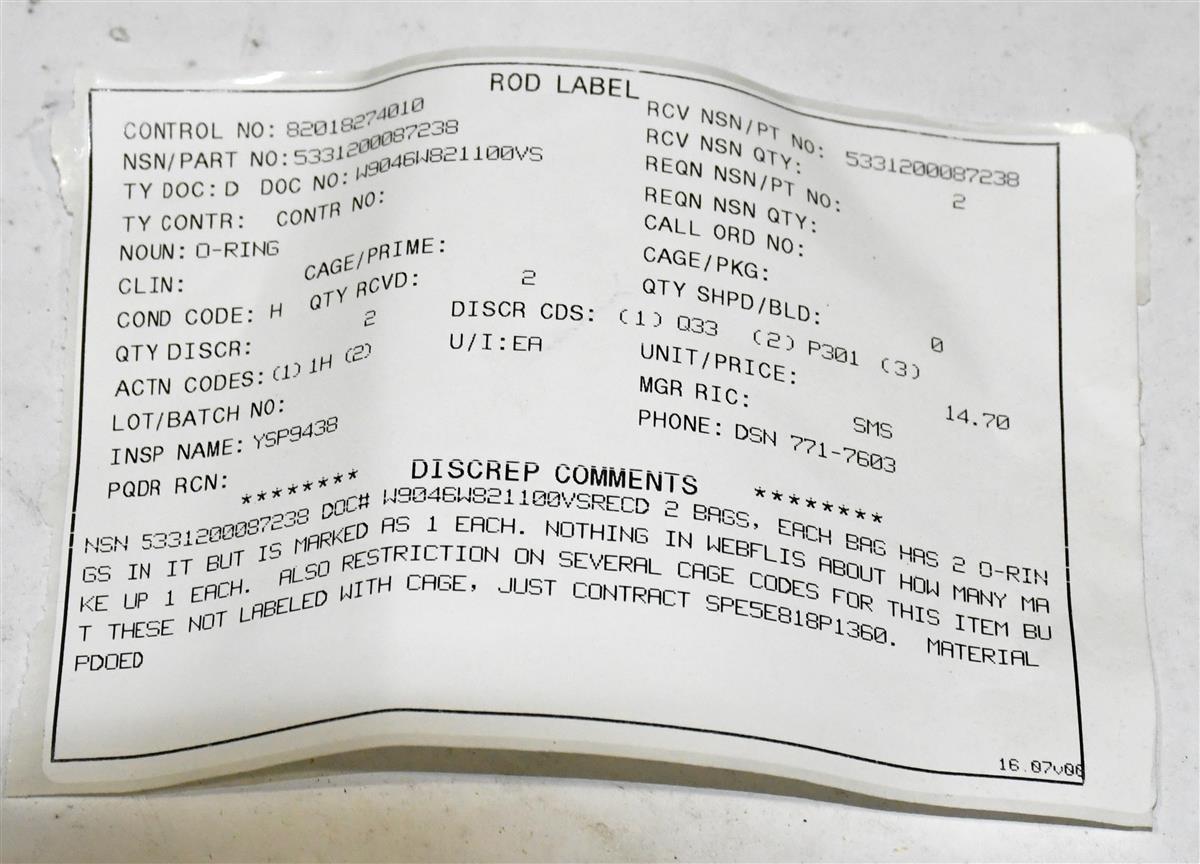 ROD LABEL
CONTROL NO: 82018274010 RCV NSN/PT NO: 5331200087238
NSN/PART NO: 5331200087238 RCV NSN QTY: 2
TY DOC: D DOC NO: W9046W821100VS REQN NSN/PT NO:
TY CONTR: CONTR NO: REQN NSN QTY:
NOUN: O-RING CALL ORD NO:
CLIN: CAGE/PRIME: CAGE/PKG:
COND CODE: H QTY RCVD: 2 QTY SHPD/BLD: 0
QTY DISCR: 2 DISCR CDS: (1) Q33 (2) P301 (3)
ACTN CODES: (1) 1H (2) U/I: EA UNIT/PRICE: 14.70
LOT/BATCH NO: MGR RIC: SMS
INSP NAME: YSP9438 PHONE: DSN 771-7603
PQDR RCN:
******** DISCREP COMMENTS ********
NSN 5331200087238 DOC# W9046W821100VSRECD 2 BAGS, EACH BAG HAS 2 O-RIN
GS IN IT BUT IS MARKED AS 1 EACH. NOTHING IN WEBFLIS ABOUT HOW MANY MA
KE UP 1 EACH. ALSO RESTRICTION ON SEVERAL CAGE CODES FOR THIS ITEM BU
T THESE NOT LABELED WITH CAGE, JUST CONTRACT SPE5E818P1360. MATERIAL
PDOED
16.07v06